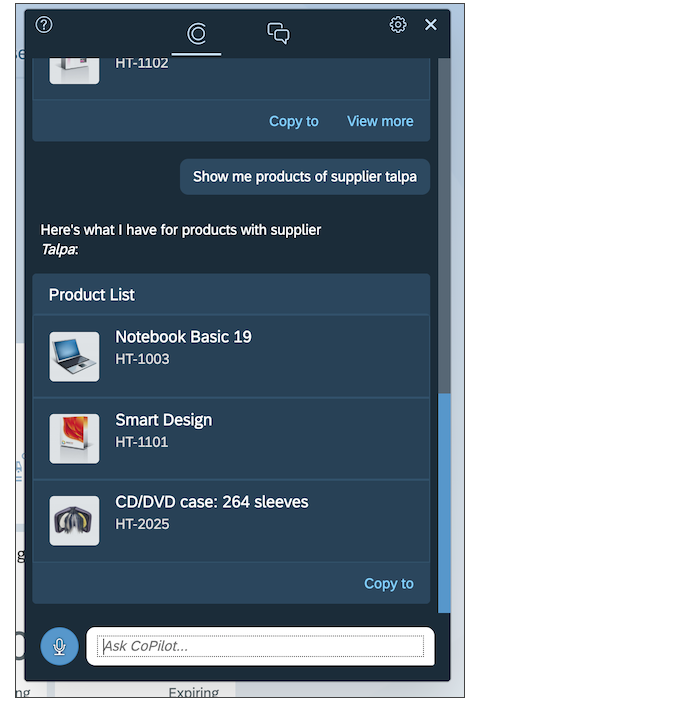 se
HT-1102
Copy to
View more
Show me products of supplier talpa
Here's what I have for products with supplier
Talpa:
Product List
Notebook Basic 19
HT-1003
Smart Design
HT-1101
CD/DVD case: 264 sleeves
HT-2025
g
Copy to
Ask CoPilot...
ng
Expiring